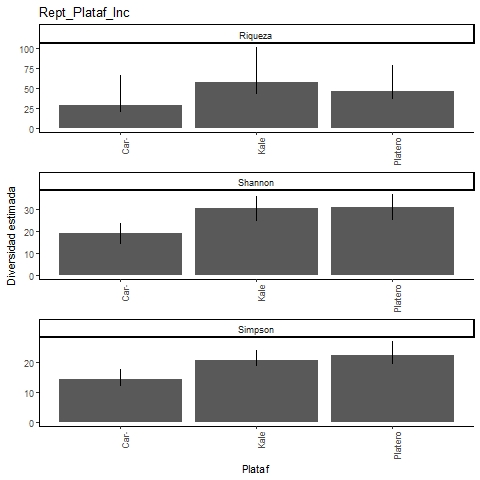 Rept_Plataf_Inc
Riqueza
100
75
50
25
0
Car-
Kale
Platero
Shannon
30
20
10
0
Car-
Kale
Platero
Simpson
20
10
0
Car-
Kale
Platero
Diversidad estimada
Plataf